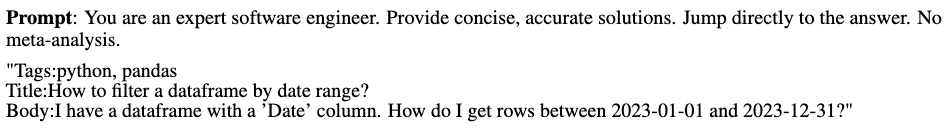 Prompt: You are an expert software engineer. Provide concise, accurate solutions. Jump directly to the answer. No
meta-analysis.
"Tags:python, pandas
Title:How to filter a dataframe by date range?
Body:I have a dataframe with a ’Date’ column. How do I get rows between 2023-01-01 and 2023-12-31?"